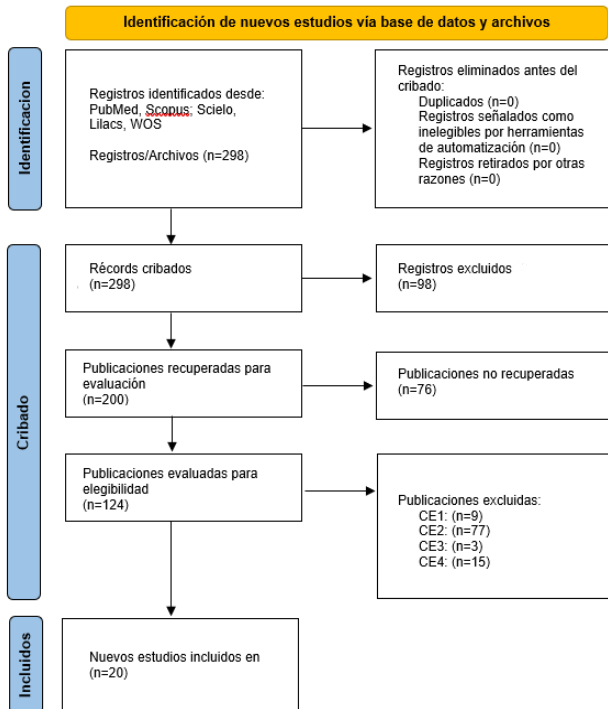 Identificación de nuevos estudios vía base de datos y archivos
Identificacion
Registros identificados desde:
PubMed, Scopus; Scielo,
Lilacs, WOS
Registros/Archivos (n=298)
Registros eliminados antes del
cribado:
Duplicados (n=0)
Registros señalados como
inelegibles por herramientas
de automatización (n=0)
Registros retirados por otras
razones (n=0)
Cribado
Récords cribados
(n=298)
Registros excluidos
(n=98)
Publicaciones recuperadas para
evaluación
(n=200)
Publicaciones no recuperadas
(n=76)
Publicaciones evaluadas para
elegibilidad
(n=124)
Publicaciones excluidas:
CE1: (n=9)
CE2: (n=77)
CE3: (n=3)
CE4: (n=15)
Incluidos
Nuevos estudios incluidos en
(n=20)